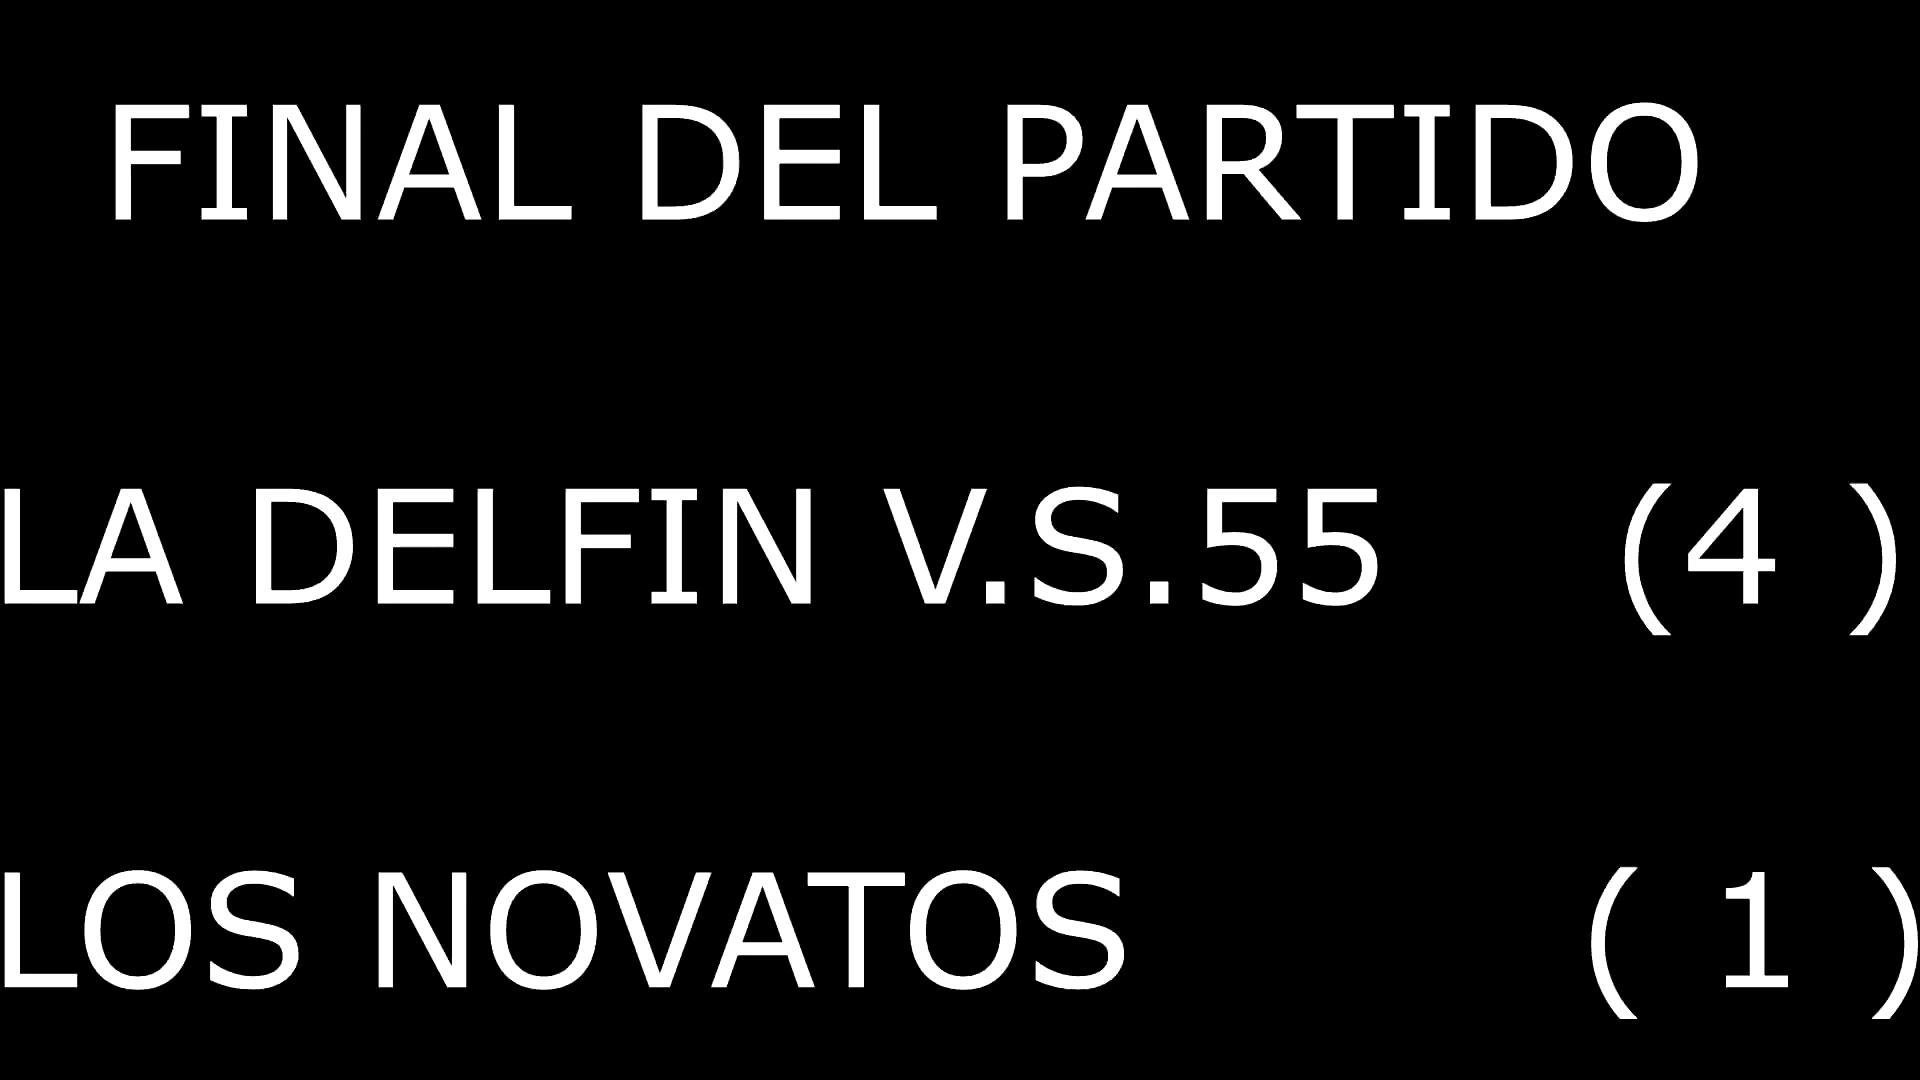 FINAL DEL PARTIDO
LA DELFIN V.S.55 (4 )
LOS NOVATOS ( 1 )